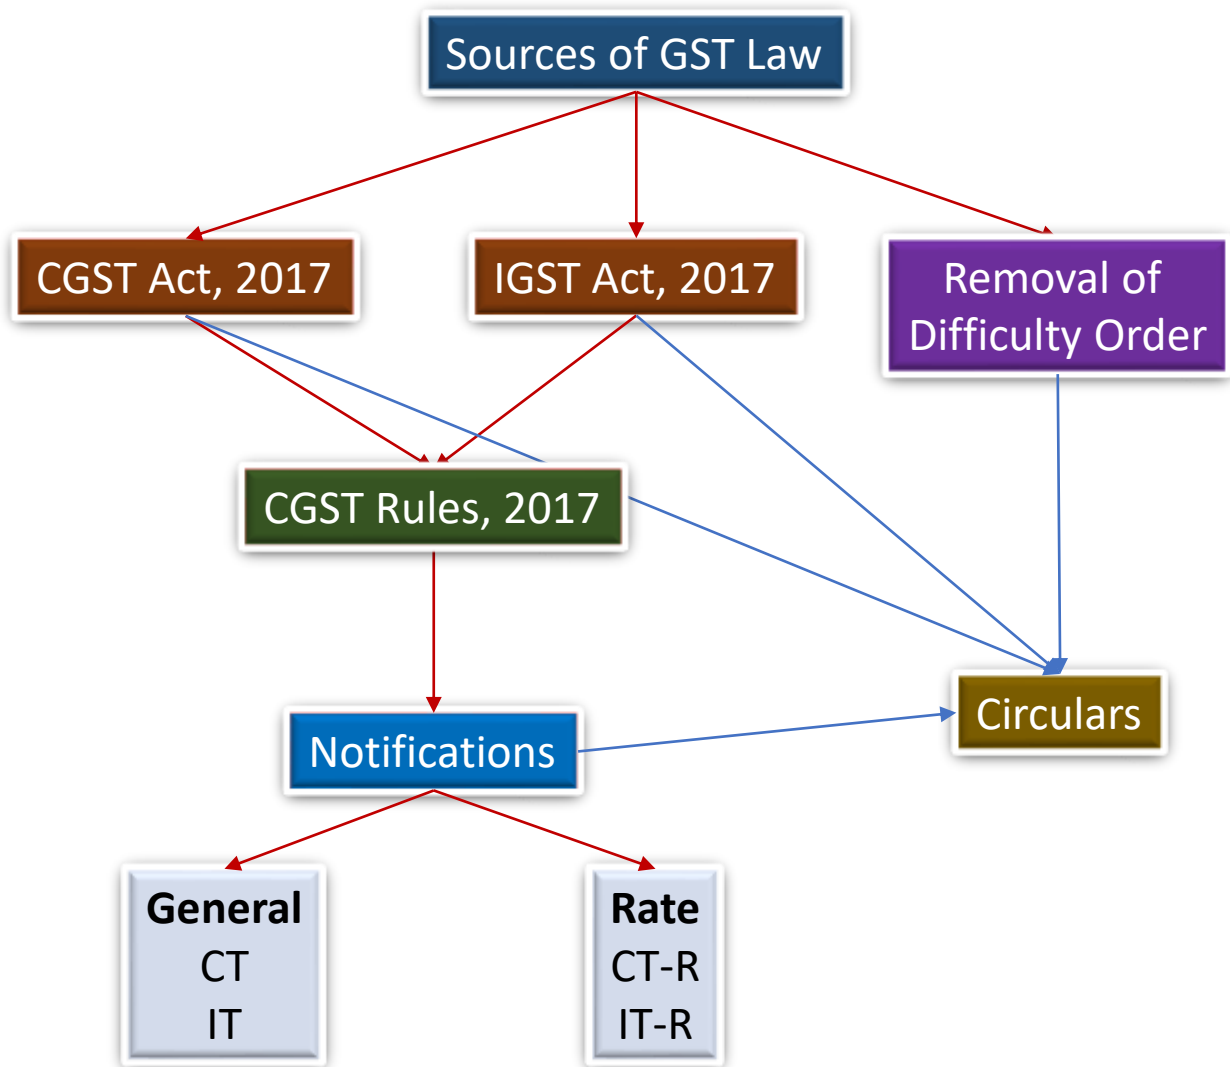 Sources of GST Law
CGST Act, 2017
IGST Act, 2017
Removal of
Difficulty Order
CGST Rules, 2017
Circulars
Notifications
General
CT
IT
Rate
CT-R
IT-R